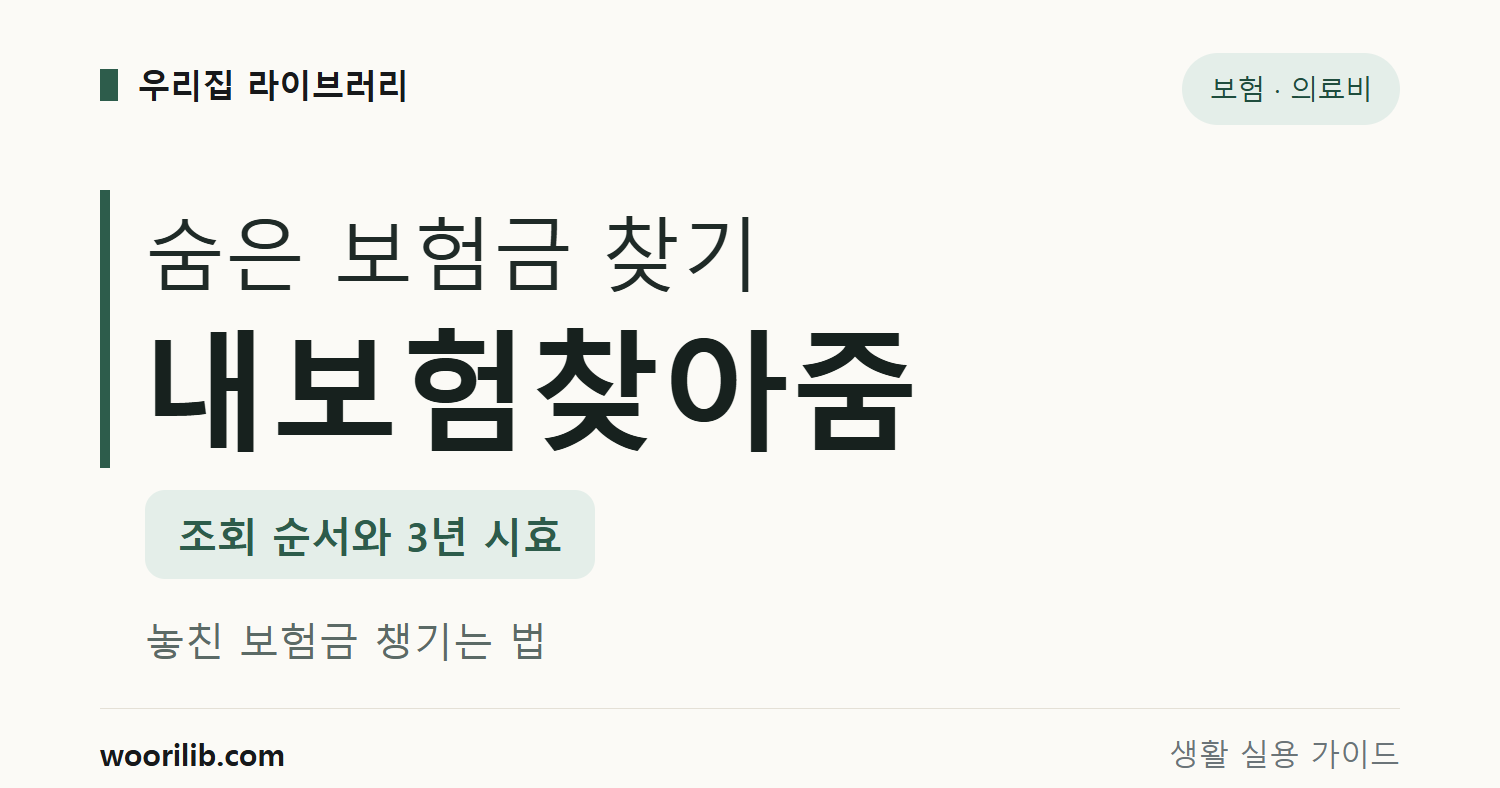 우리집 라이브러리
보험 · 의료비
숨은 보험금 찾기
내보험찾아줌
조회 순서와 3년 시효
놓친 보험금 챙기는 법
woorilib.com
생활 실용 가이드